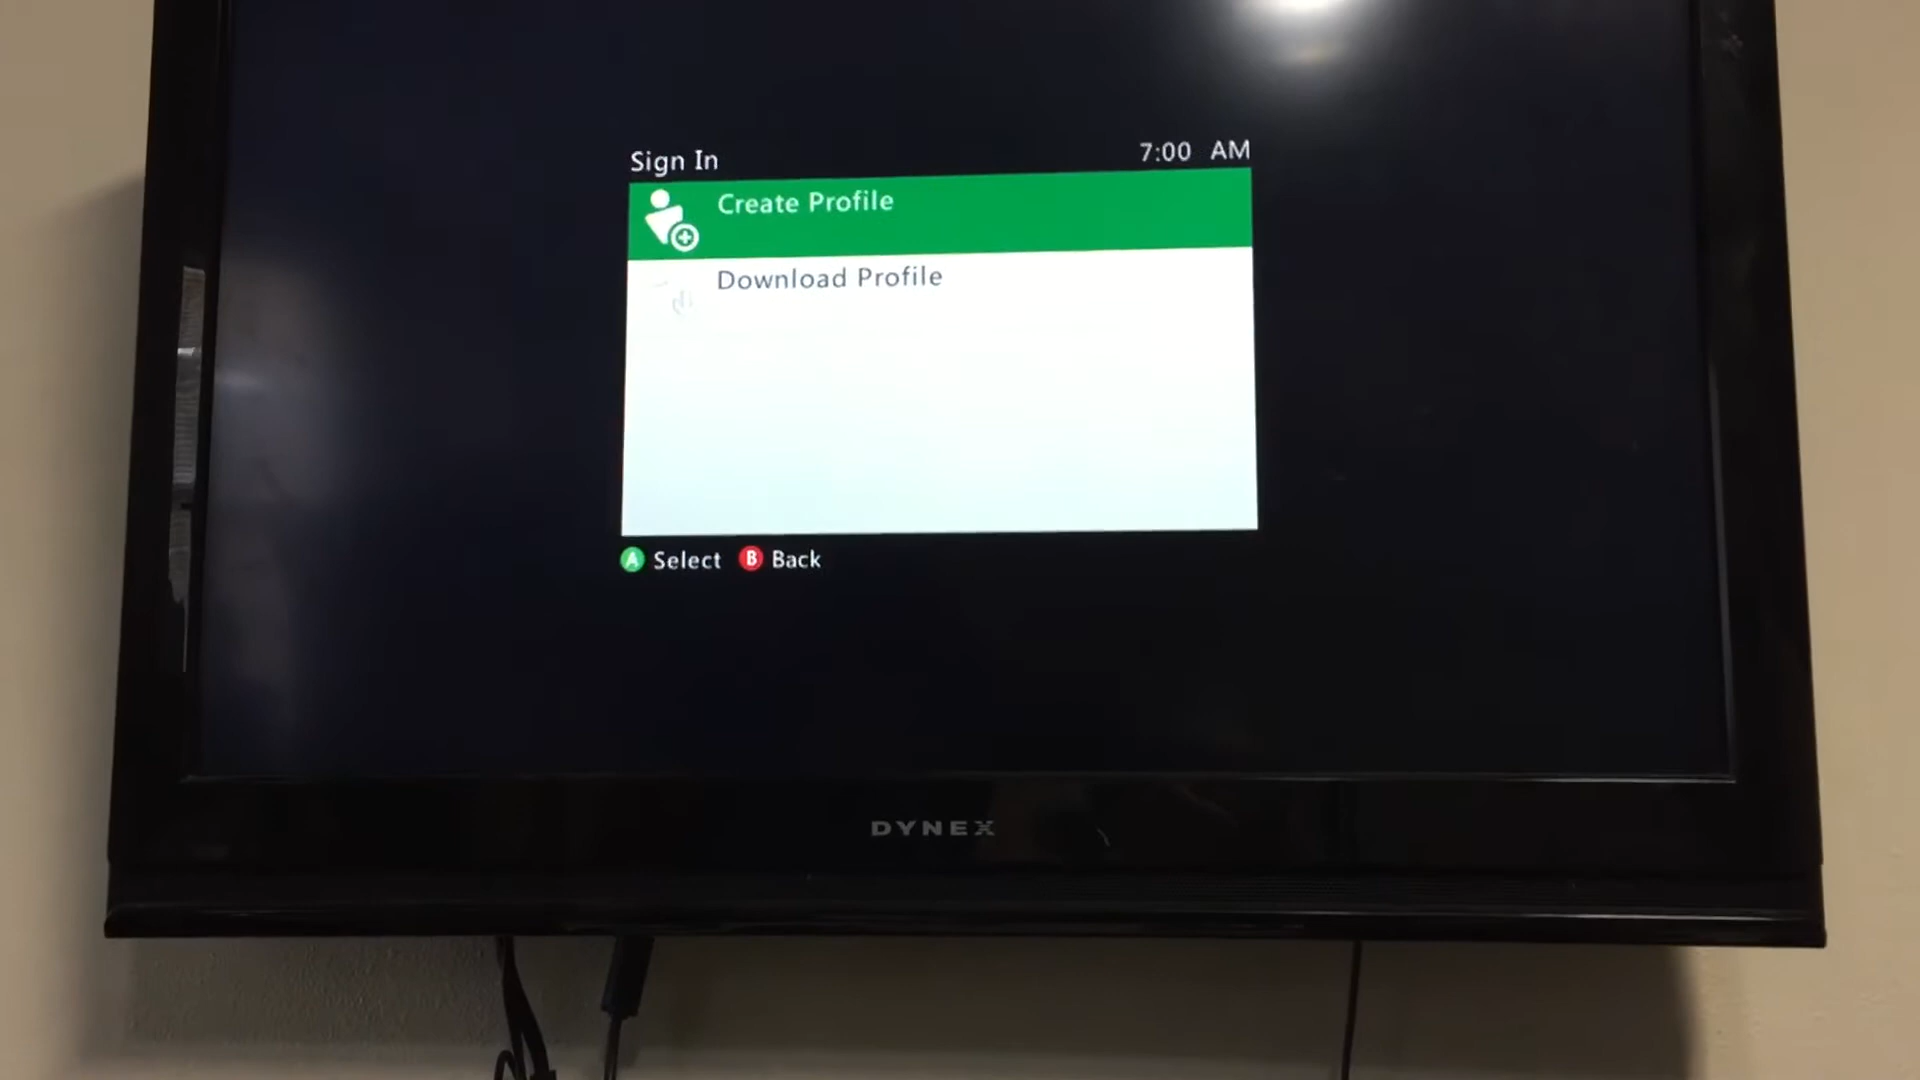 Sign In
7:00 AM
Create Profile
Download Profile
A Select B Back
DYNEX